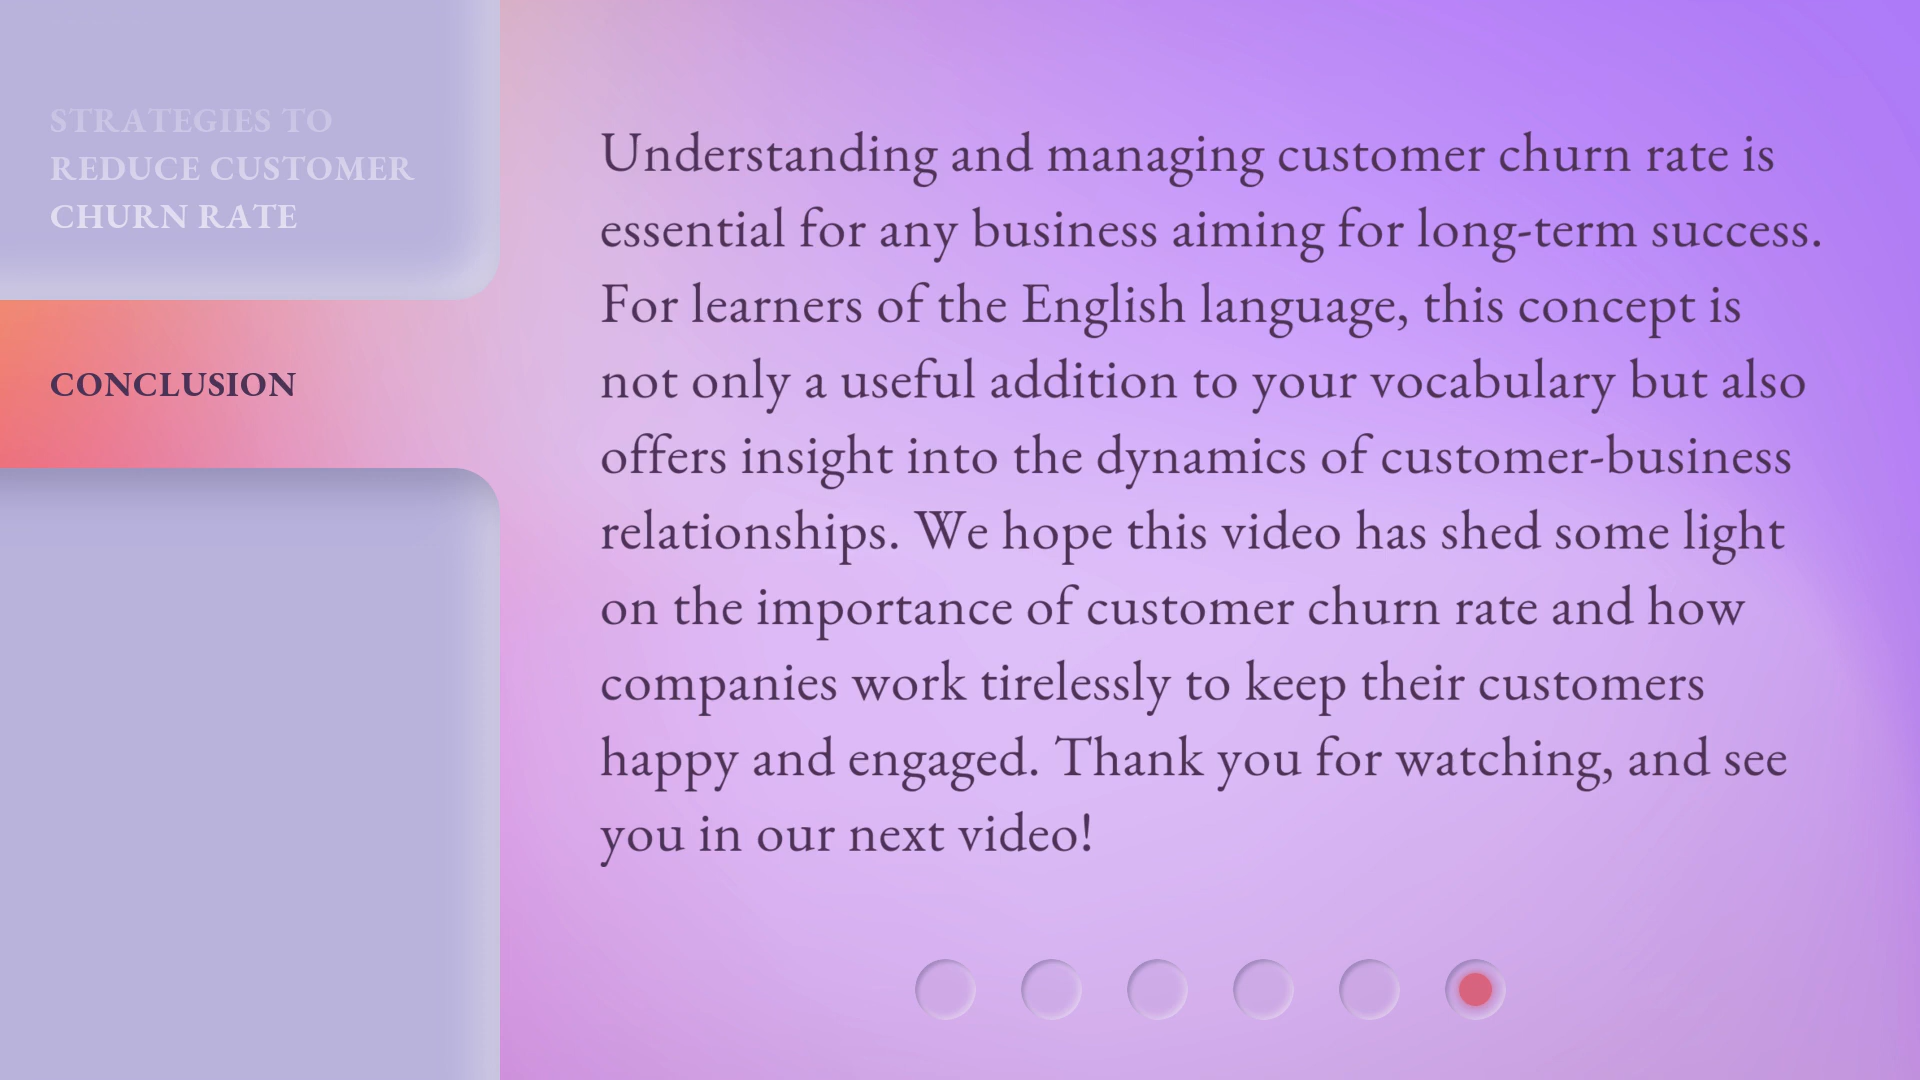 STRATEGIES TO
REDUCE CUSTOMER
CHURN RATE
CONCLUSION
Understanding and managing customer churn rate is
essential for any business aiming for long-term success.
For learners of the English language, this concept is
not only a useful addition to your vocabulary but also
offers insight into the dynamics of customer-business
relationships. We hope this video has shed some light
on the importance of customer churn rate and how
companies work tirelessly to keep their customers
happy and engaged. Thank you for watching, and see
you in our next video!